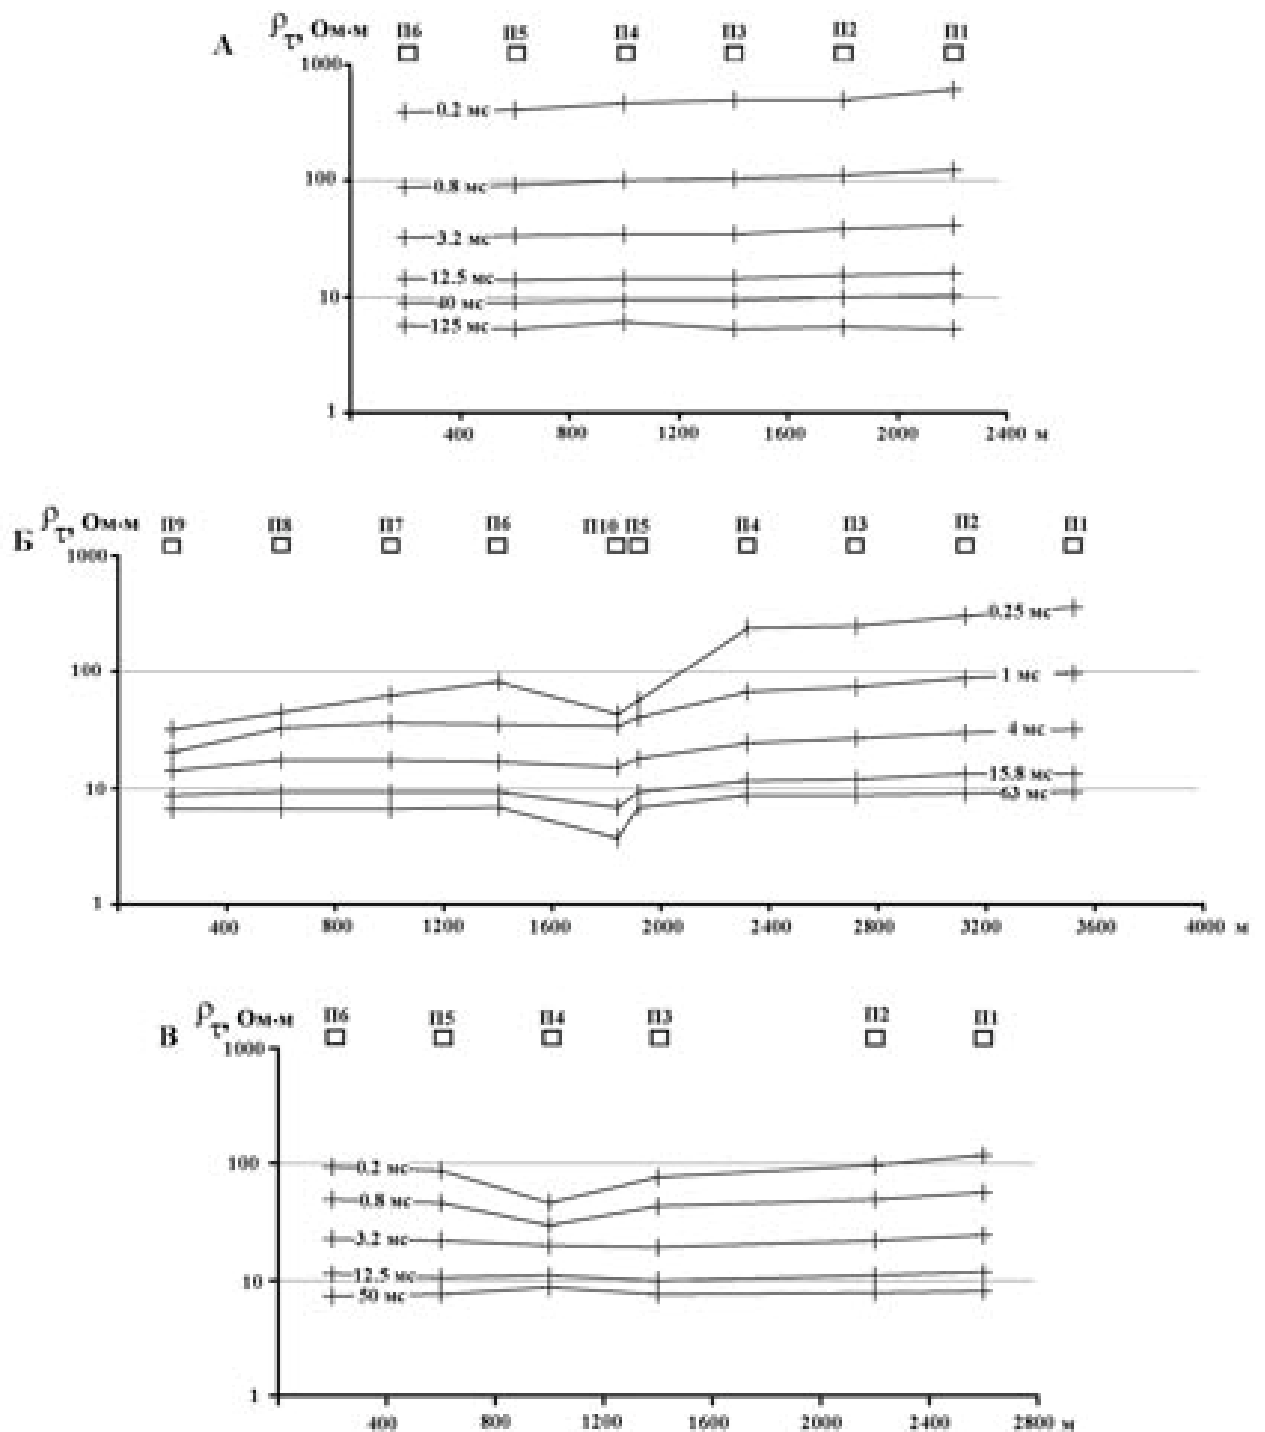 А ρτ, Ом·м П6 П5 П4 П3 П2 П1
1000
0.2 мс
100
0.8 мс
3.2 мс
12.5 мс
10
40 мс
125 мс
1
400 800 1200 1600 2000 2400 м
Б ρτ, Ом·м П9 П8 П7 П6 П10 П5 П4 П3 П2 П1
1000
0.25 мс
100
1 мс
4 мс
15.8 мс
10
63 мс
1
400 800 1200 1600 2000 2400 2800 3200 3600 4000 м
В ρτ, Ом·м П6 П5 П4 П3 П2 П1
1000
100
0.2 мс
0.8 мс
3.2 мс
12.5 мс
10
50 мс
1
400 800 1200 1600 2000 2400 2800 м